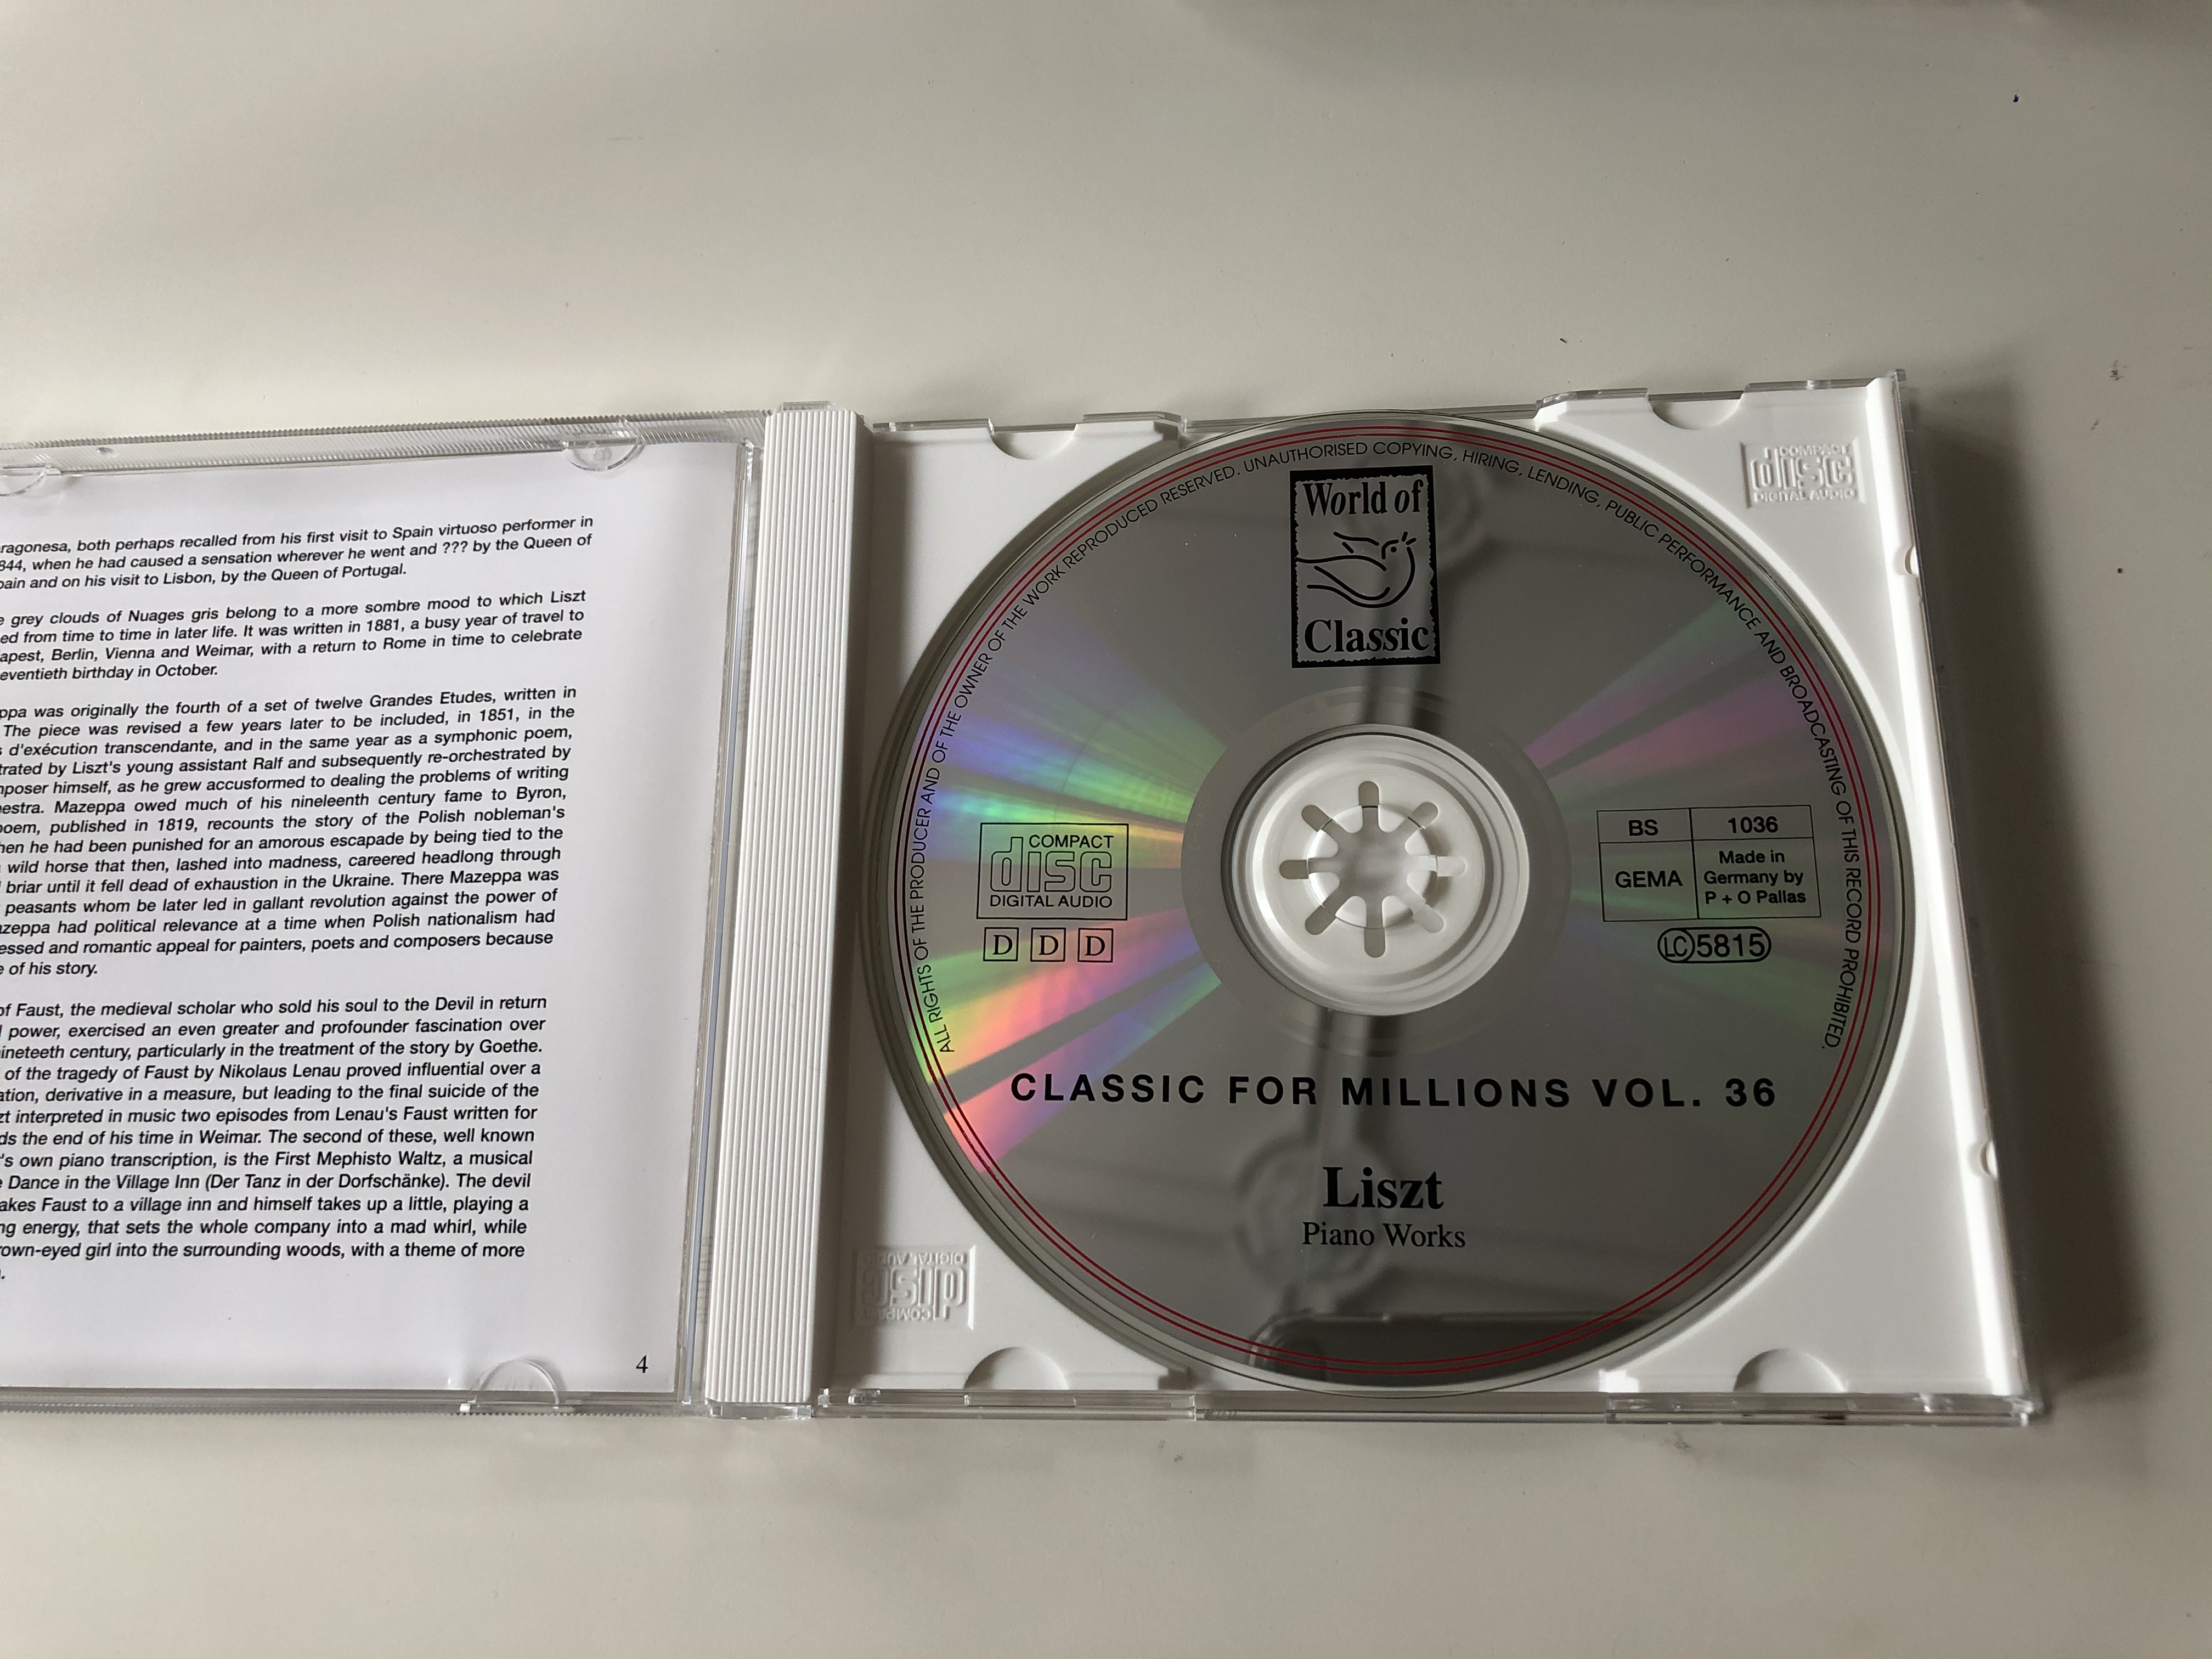 ragonesa, both perhaps recalled from his first visit to Spain virtuoso performer in
844, when he had caused a sensation wherever he went and ??? by the Queen of
pain and on his visit to Lisbon, by the Queen of Portugal.
e grey clouds of Nuages gris belong to a more sombre mood to which Liszt
ed from time to time in later life. It was written in 1881, a busy year of travel to
apest, Berlin, Vienna and Weimar, with a return to Rome in time to celebrate
eventieth birthday in October.
ppa was originally the fourth of a set of twelve Grandes Etudes, written in
The piece was revised a few years later to be included, in 1851, in the
s d'exécution transcendante, and in the same year as a symphonic poem,
trated by Liszt's young assistant Ralf and subsequently re-orchestrated by
mposer himself, as he grew accusformed to dealing the problems of writing
hestra. Mazeppa owed much of his nineleenth century fame to Byron,
poem, published in 1819, recounts the story of the Polish nobleman's
hen he had been punished for an amorous escapade by being tied to the
wild horse that then, lashed into madness, careered headlong through
briar until it fell dead of exhaustion in the Ukraine. There Mazeppa was
peasants whom be later led in gallant revolution against the power of
azeppa had political relevance at a time when Polish nationalism had
essed and romantic appeal for painters, poets and composers because
e of his story.
of Faust, the medieval scholar who sold his soul to the Devil in return
power, exercised an even greater and profounder fascination over
ineteeth century, particularly in the treatment of the story by Goethe.
of the tragedy of Faust by Nikolaus Lenau proved influential over a
ation, derivative in a measure, but leading to the final suicide of the
zt interpreted in music two episodes from Lenau's Faust written for
ds the end of his time in Weimar. The second of these, well known
's own piano transcription, is the First Mephisto Waltz, a musical
e Dance in the Village Inn (Der Tanz in der Dorfschänke). The devil
akes Faust to a village inn and himself takes up a little, playing a
ng energy, that sets the whole company into a mad whirl, while
rown-eyed girl into the surrounding woods, with a theme of more
4
ALL RIGHTS OF THE PRODUCER AND OF THE OWNER OF THE WORK REPRODUCED RESERVED. UNAUTHORISED COPYING, HIRING, LENDING, PUBLIC PERFORMANCE AND BROADCASTING OF THIS RECORD PROHIBITED.
World of
Classic
COMPACT
disc
DIGITAL AUDIO
D D D
BS 1036
GEMA
Made in
Germany by
P + O Pallas
LC 5815
CLASSIC FOR MILLIONS VOL. 36
Liszt
Piano Works
COMPACT
disc
DIGITAL AUDIO
COMPACT
disc
DIGITAL AUDIO